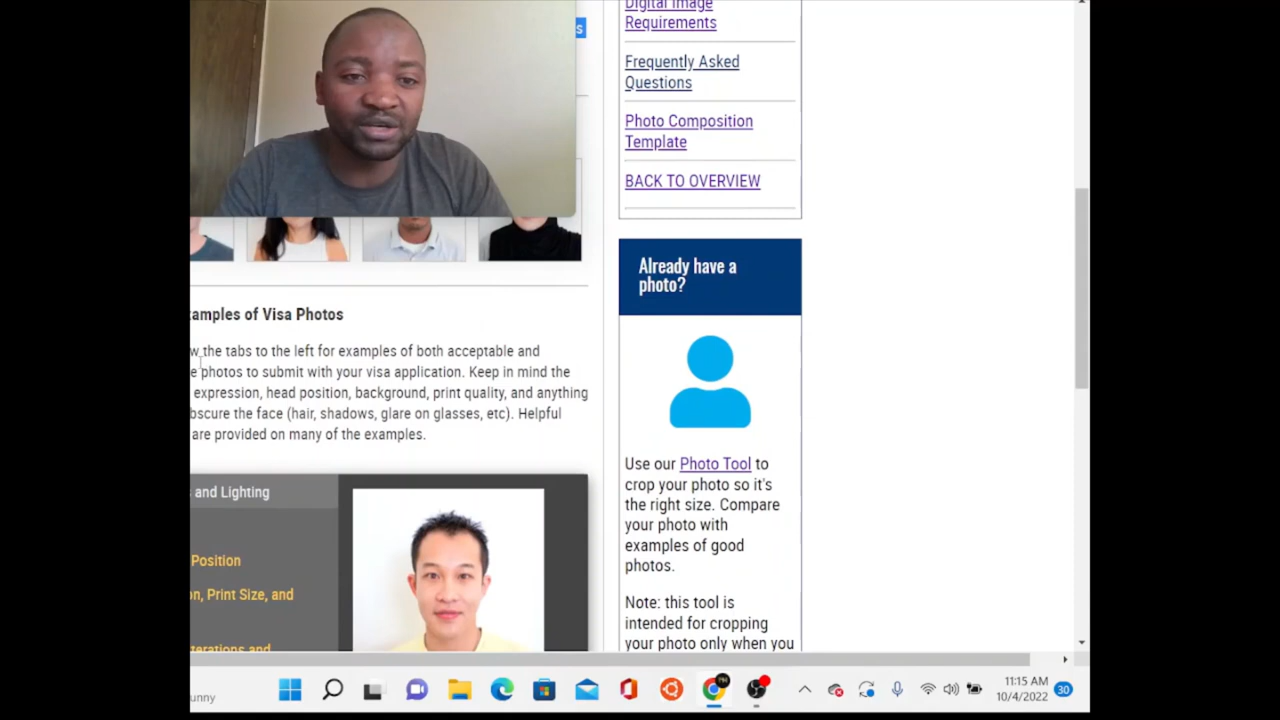 s
Digital Image
Requirements
Frequently Asked
Questions
Photo Composition
Template
BACK TO OVERVIEW
amples of Visa Photos
w the tabs to the left for examples of both acceptable and
e photos to submit with your visa application. Keep in mind the
expression, head position, background, print quality, and anything
bscure the face (hair, shadows, glare on glasses, etc). Helpful
are provided on many of the examples.
s and Lighting
Position
on, Print Size, and
terations and
Already have a
photo?
Use our Photo Tool to
crop your photo so it's
the right size. Compare
your photo with
examples of good
photos.
Note: this tool is
intended for cropping
your photo only when you
unny
11:15 AM
10/4/2022
30